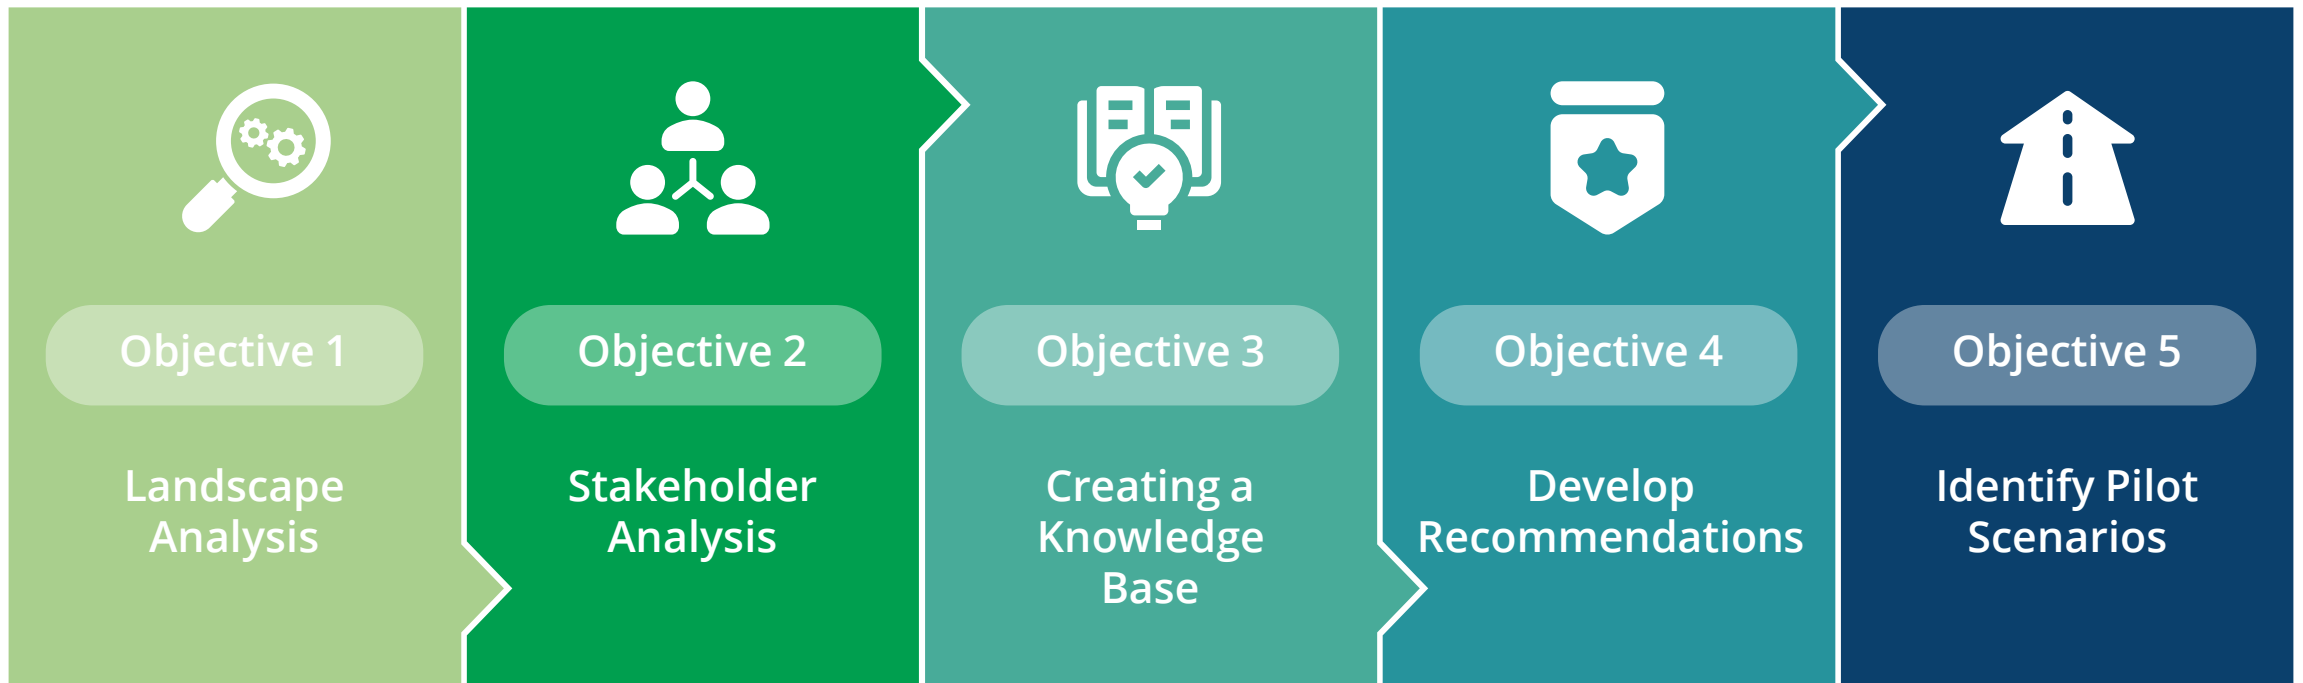 Objective 1
Landscape
Analysis
Objective 2
Stakeholder
Analysis
Objective 3
Creating a
Knowledge
Base
Objective 4
Develop
Recommendations
Objective 5
Identify Pilot
Scenarios